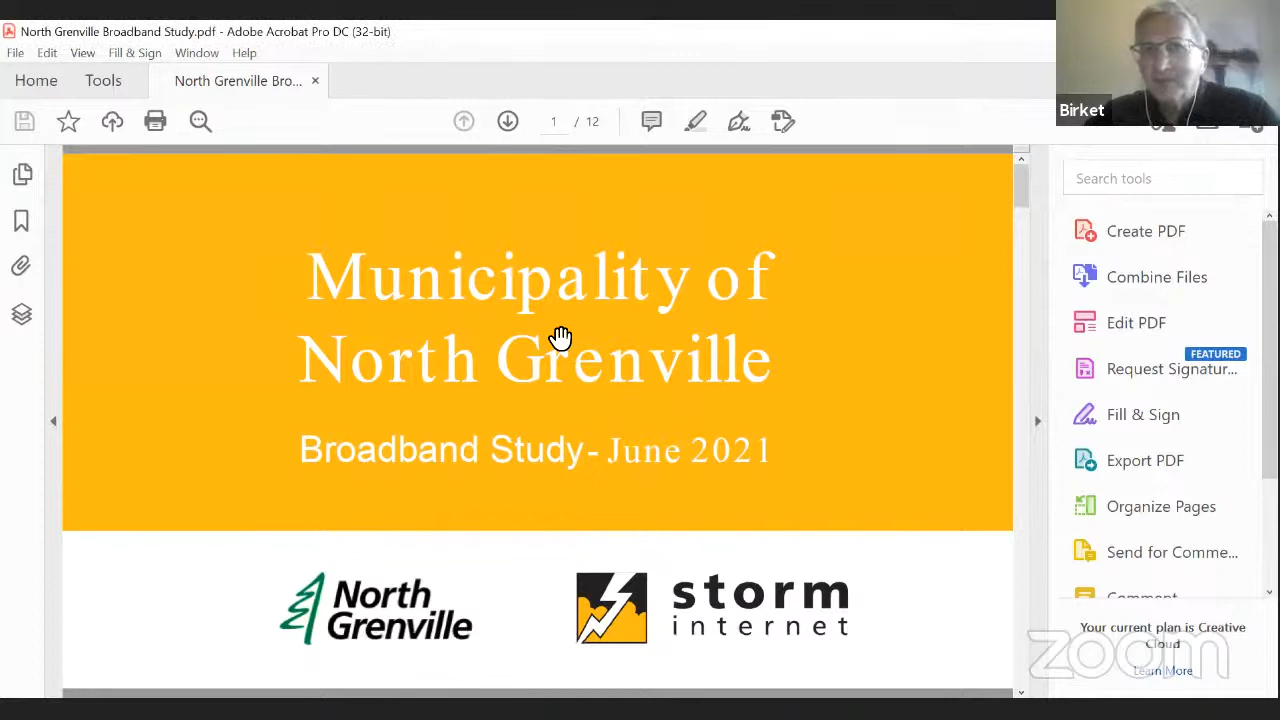 North Grenville Broadband Study.pdf - Adobe Acrobat Pro DC (32-bit)
File Edit View Fill & Sign Window Help
Home Tools North Grenville Bro... ×
1 / 12
Birket
Search tools
Municipality of
North Grenville
Broadband Study- June 2021
North
Grenville
storm
internet
Create PDF
Combine Files
Edit PDF
FEATURED
Request Signatur...
Fill & Sign
Export PDF
Organize Pages
Send for Comme...
Comment
Your current plan is Creative
Cloud
Learn More
zoom